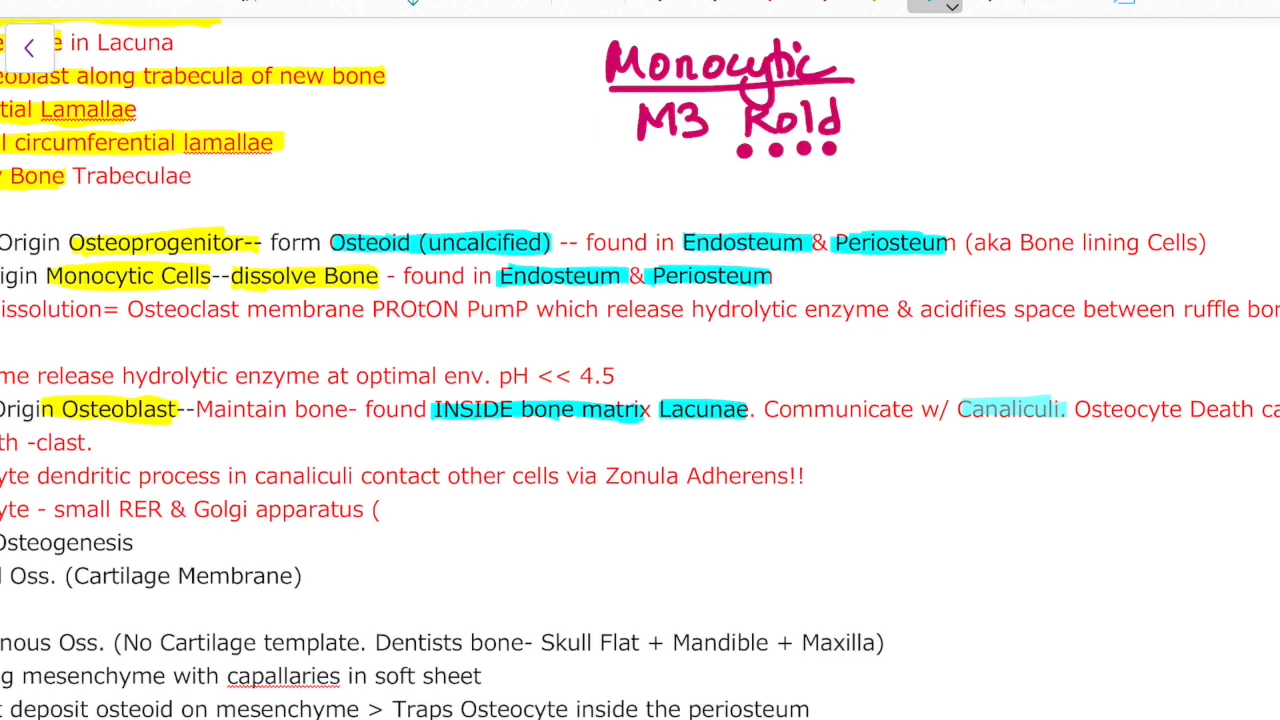 in Lacuna
Monocytic
eoblast along trabecula of new bone
tial Lamallae
M3 Rold
l circumferential lamallae
Bone Trabeculae
Origin Osteoprogenitor-- form Osteoid (uncalcified) -- found in Endosteum & Periosteum (aka Bone lining Cells)
igin Monocytic Cells--dissolve Bone - found in Endosteum & Periosteum
issolution= Osteoclast membrane PROtON PumP which release hydrolytic enzyme & acidifies space between ruffle bor
me release hydrolytic enzyme at optimal env. pH << 4.5
Origin Osteoblast--Maintain bone- found INSIDE bone matrix Lacunae. Communicate w/ Canaliculi. Osteocyte Death ca
th -clast.
yte dendritic process in canaliculi contact other cells via Zonula Adherens!!
yte - small RER & Golgi apparatus (
Osteogenesis
l Oss. (Cartilage Membrane)
nous Oss. (No Cartilage template. Dentists bone- Skull Flat + Mandible + Maxilla)
g mesenchyme with capallaries in soft sheet
t deposit osteoid on mesenchyme > Traps Osteocyte inside the periosteum